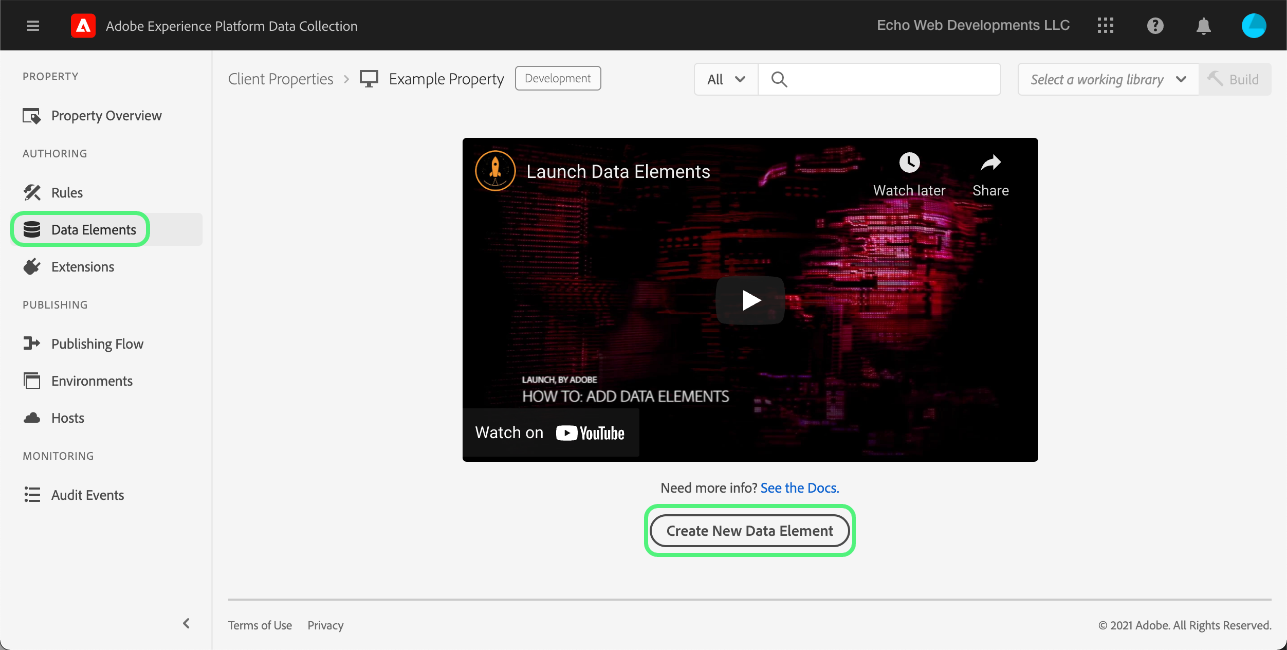 Adobe Experience Platform Data Collection
Echo Web Developments LLC
?
PROPERTY
Property Overview
AUTHORING
Rules
Data Elements
Extensions
PUBLISHING
Publishing Flow
Environments
Hosts
MONITORING
Audit Events
Client Properties > Example Property Development
All
Select a working library
Build
Launch Data Elements
Watch later
Share
LAUNCH, BY ADOBE
HOW TO: ADD DATA ELEMENTS
Watch on YouTube
Need more info? See the Docs.
Create New Data Element
Terms of Use Privacy
© 2021 Adobe. All Rights Reserved.